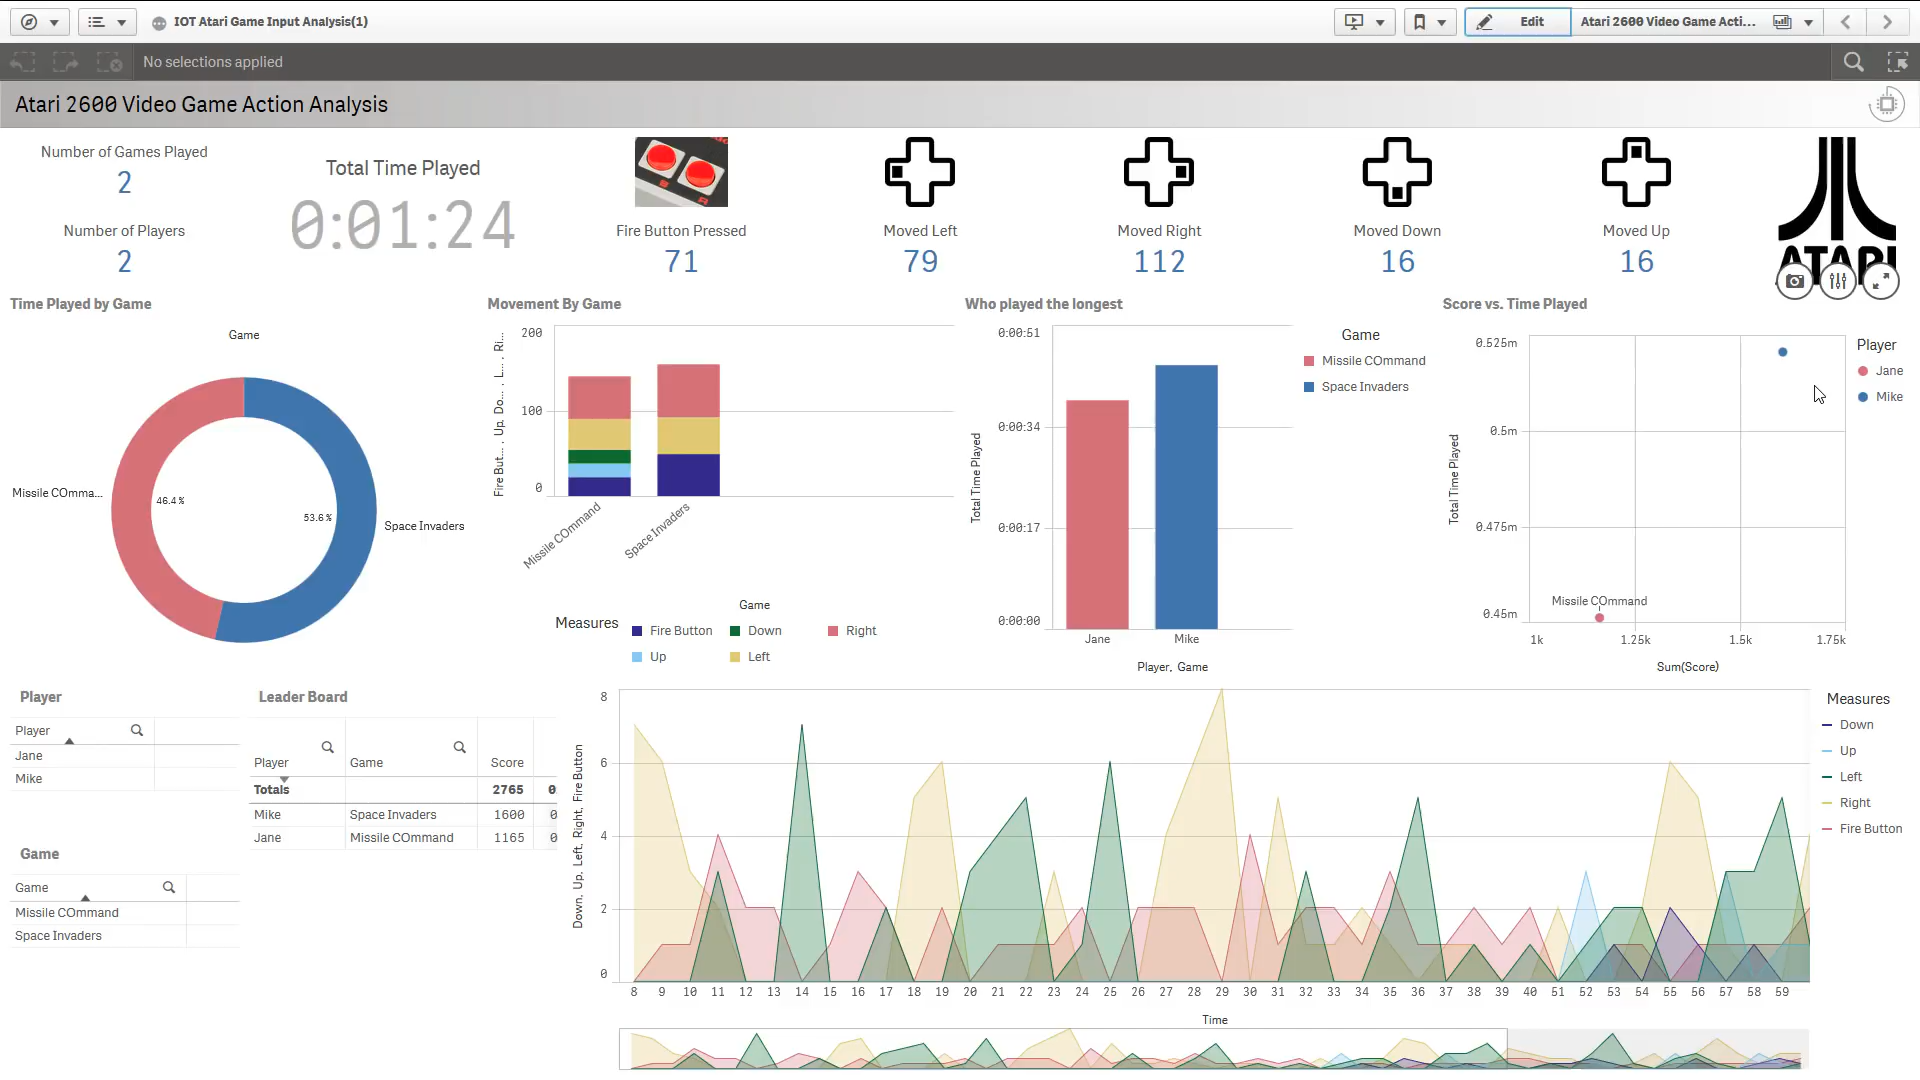 IOT Atari Game Input Analysis(1)
Edit
Atari 2600 Video Game Acti...
No selections applied
Atari 2600 Video Game Action Analysis
Number of Games Played
2
Number of Players
2
Total Time Played
0:01:24
Fire Button Pressed
71
Moved Left
79
Moved Right
112
Moved Down
16
Moved Up
16
ATARI
Time Played by Game
Game
Missile COmma...
46.4 %
53.6 %
Space Invaders
Movement By Game
Fire But... , Up, Do... , L... , Ri...
200
100
0
Missile COmmand
Space Invaders
Game
Measures
Fire Button
Down
Right
Up
Left
Who played the longest
Total Time Played
0:00:51
0:00:34
0:00:17
0:00:00
Jane
Mike
Player, Game
Game
Missile COmmand
Space Invaders
Score vs. Time Played
Total Time Played
0.525m
0.5m
0.475m
0.45m
Missile COmmand
1k
1.25k
1.5k
1.75k
Sum(Score)
Player
Jane
Mike
Player
Player
Jane
Mike
Game
Game
Missile COmmand
Space Invaders
Leader Board
Player Game Score
Totals 2765 0:
Mike Space Invaders 1600 0
Jane Missile COmmand 1165 0
Down, Up, Left, Right, Fire Button
8
6
4
2
0
8 9 10 11 12 13 14 15 16 17 18 19 20 21 22 23 24 25 26 27 28 29 30 31 32 33 34 35 36 37 38 39 40 51 52 53 54 55 56 57 58 59
Time
Measures
Down
Up
Left
Right
Fire Button